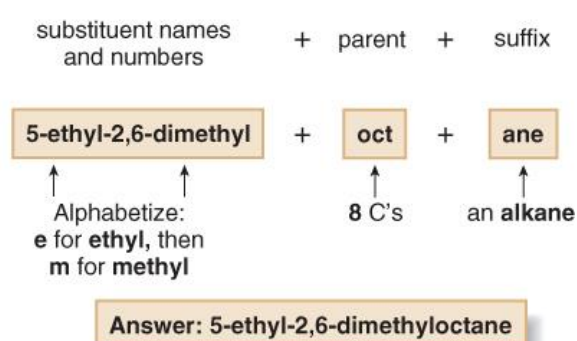 substituent names + parent + suffix
and numbers
5-ethyl-2,6-dimethyl + oct + ane
Alphabetize: 8 C's an alkane
e for ethyl, then
m for methyl
Answer: 5-ethyl-2,6-dimethyloctane